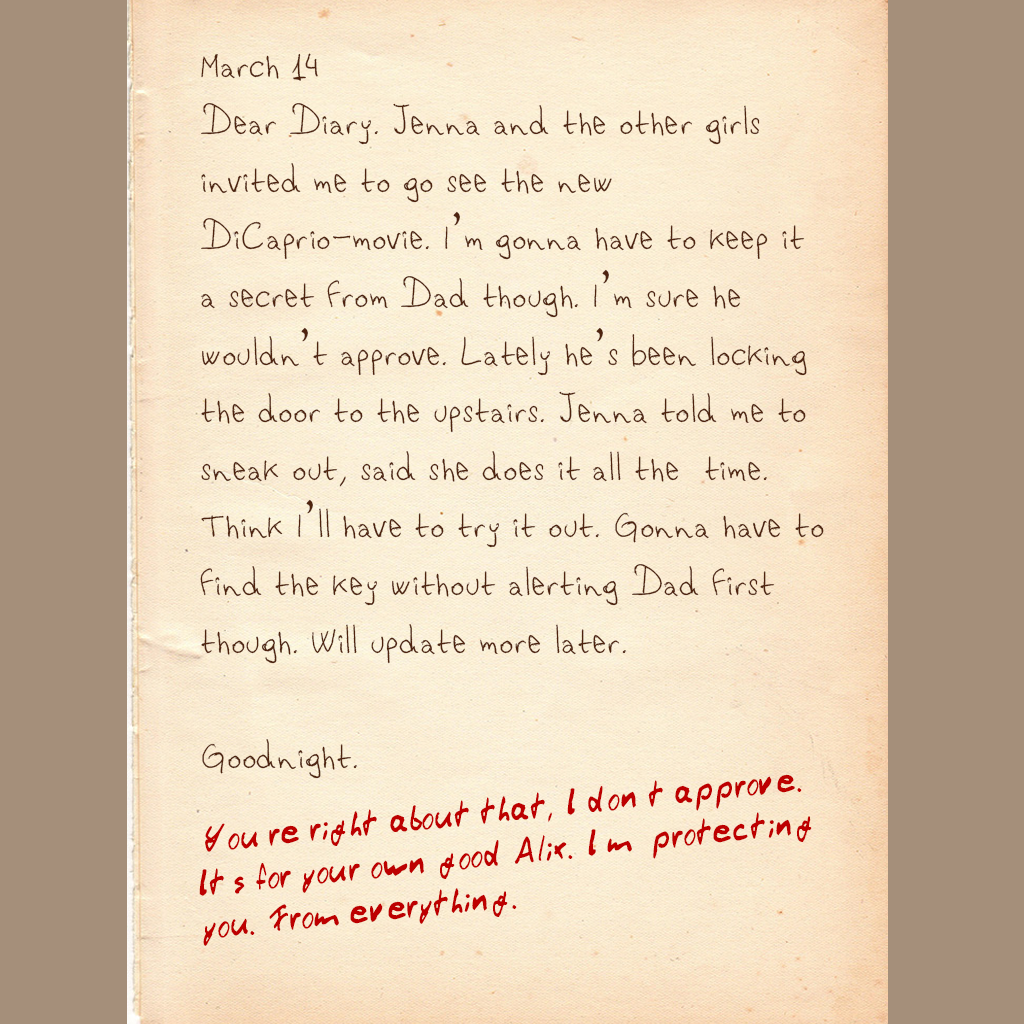 March 14
Dear Diary. Jenna and the other girls
invited me to go see the new
DiCaprio-movie. I'm gonna have to keep it
a secret from Dad though. I'm sure he
wouldn't approve. Lately he's been locking
the door to the upstairs. Jenna told me to
sneak out, said she does it all the time.
Think I'll have to try it out. Gonna have to
find the key without alerting Dad first
though. Will update more later.
Goodnight.
You re right about that, I don t approve.
It s for your own good Alix. I m protecting
you. From everything.